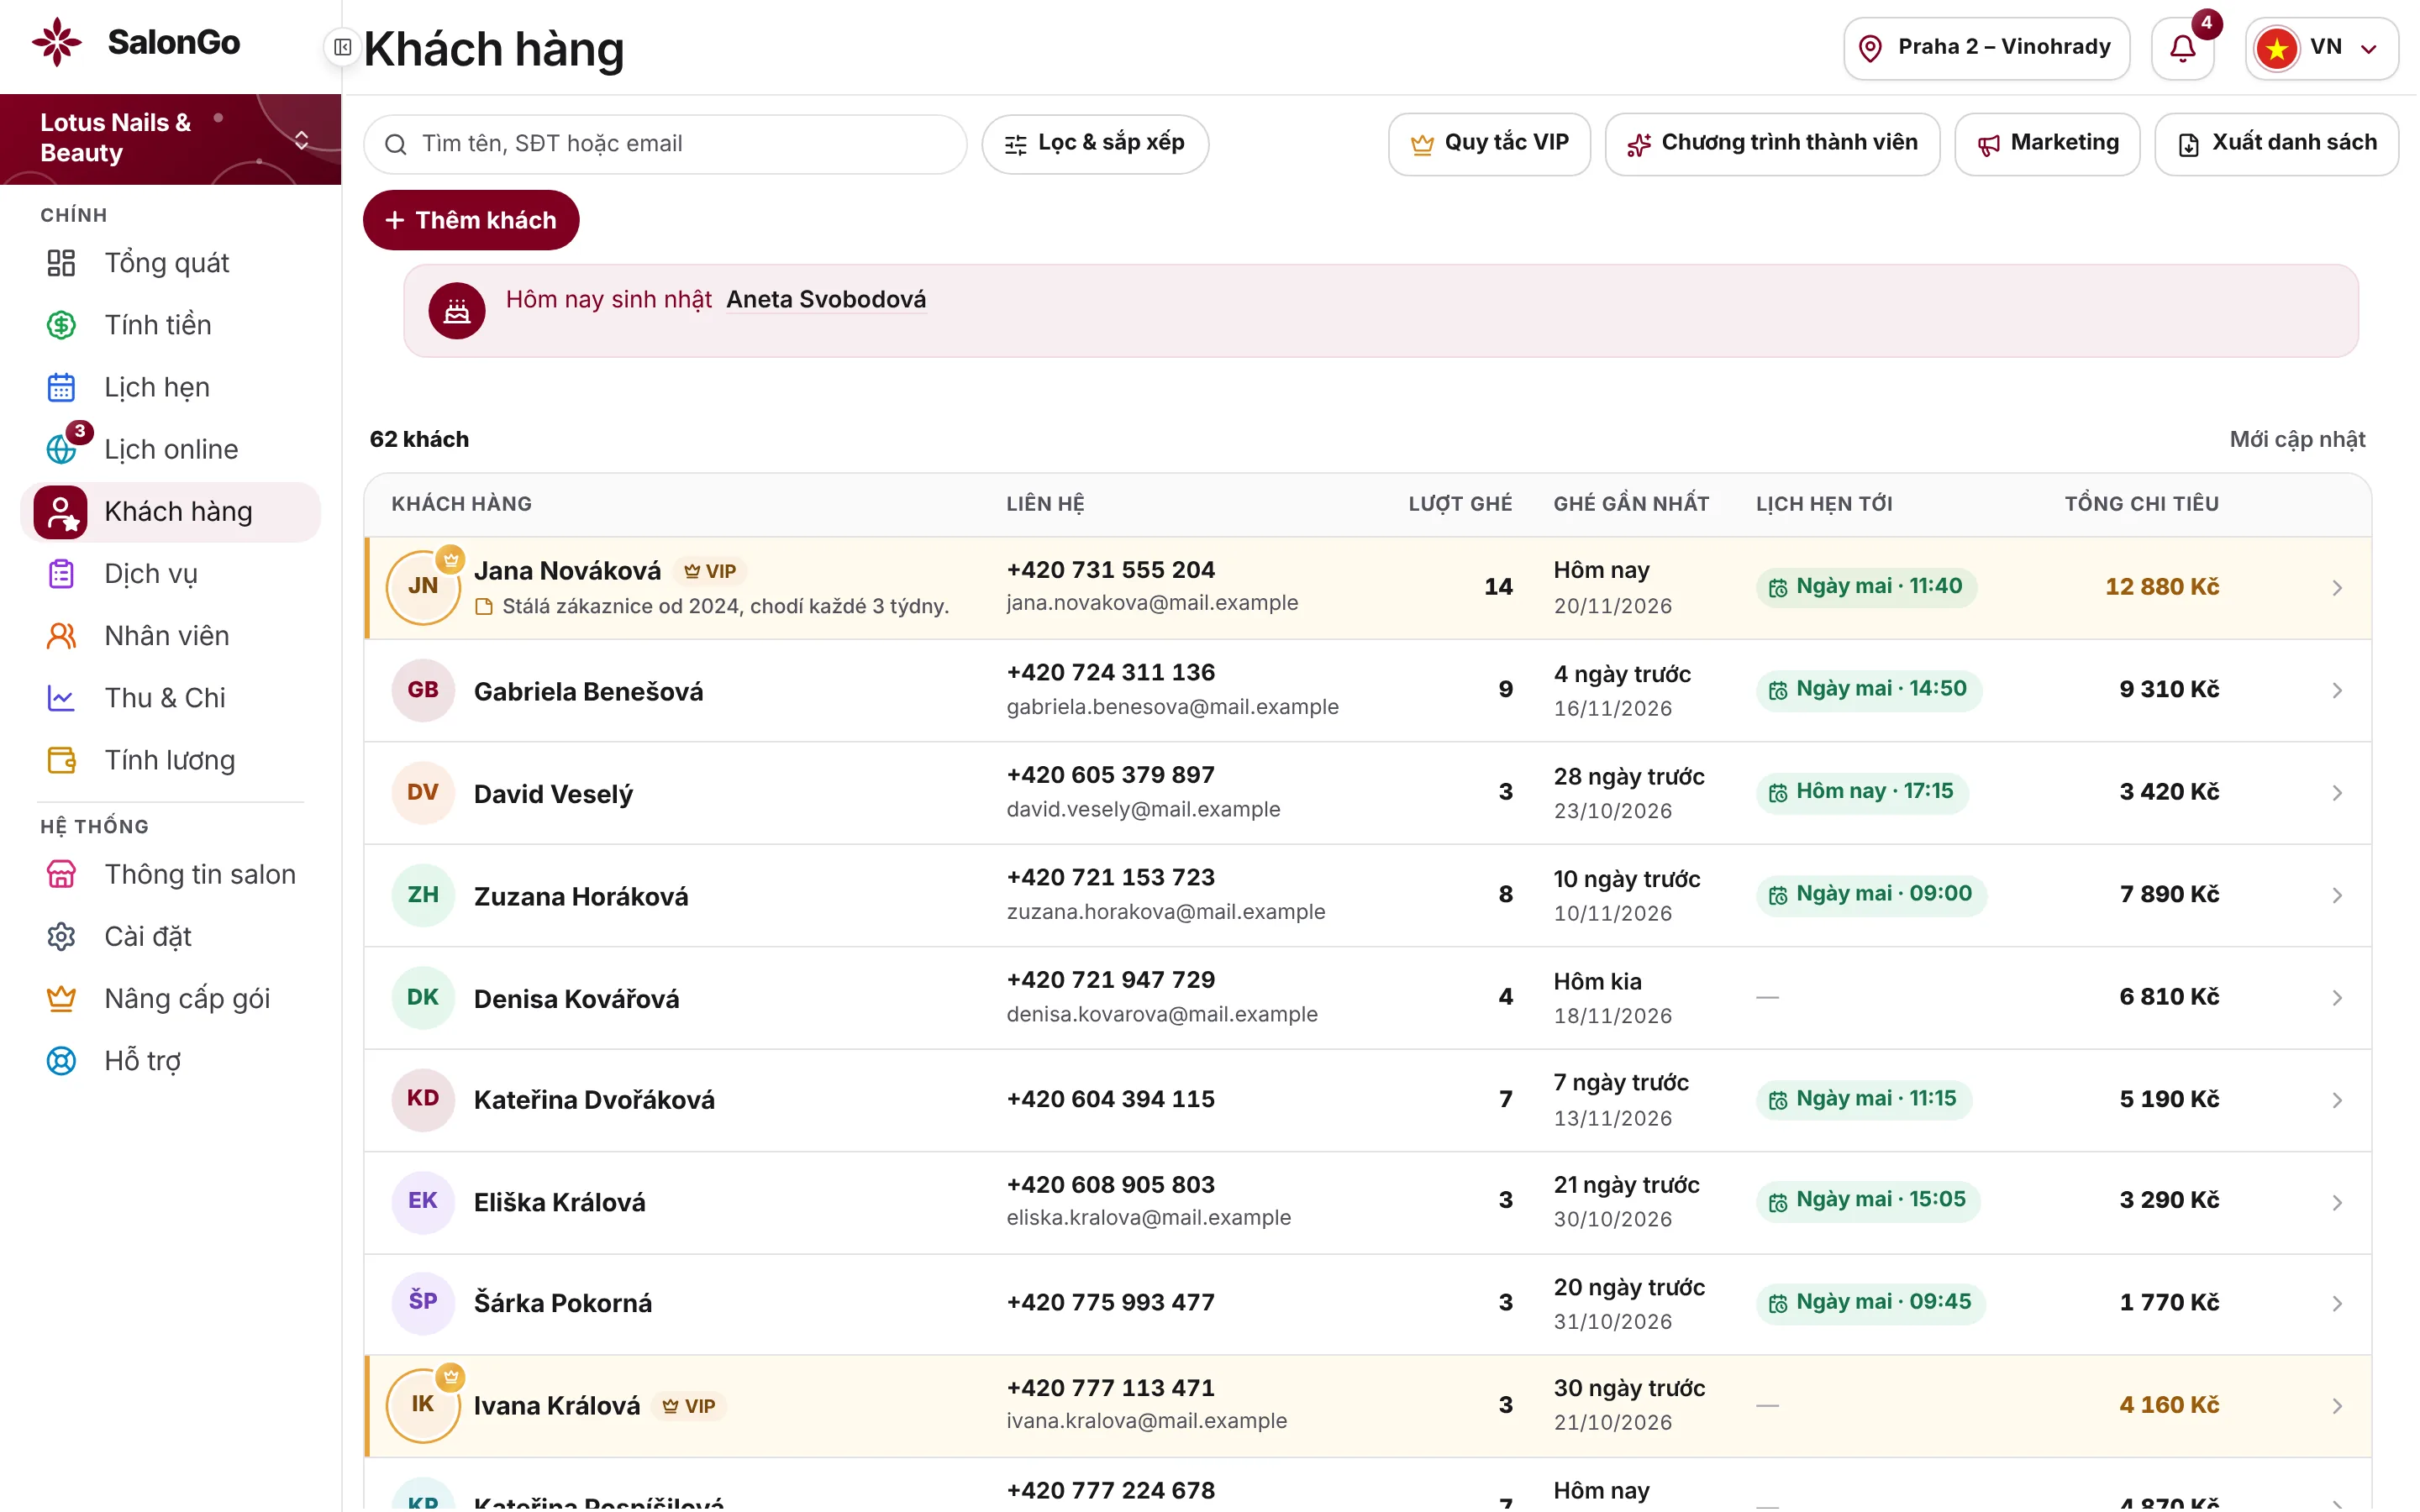 SalonGo
Khách hàng
Praha 2 – Vinohrady
4
VN
Lotus Nails &
Beauty
Tìm tên, SĐT hoặc email
Lọc & sắp xếp
Quy tắc VIP
Chương trình thành viên
Marketing
Xuất danh sách
Thêm khách
CHÍNH
Tổng quát
Tính tiền
Lịch hẹn
3
Lịch online
Khách hàng
Dịch vụ
Nhân viên
Thu & Chi
Tính lương
HỆ THỐNG
Thông tin salon
Cài đặt
Nâng cấp gói
Hỗ trợ
Hôm nay sinh nhật Aneta Svobodová
62 khách
Mới cập nhật
KHÁCH HÀNG LIÊN HỆ LƯỢT GHÉ GHÉ GẦN NHẤT LỊCH HẸN TỚI TỔNG CHI TIÊU
JN Jana Nováková VIP +420 731 555 204 14 Hôm nay Ngày mai · 11:40 12 880 Kč
Stálá zákaznice od 2024, chodí každé 3 týdny. jana.novakova@mail.example 20/11/2026
GB Gabriela Benešová +420 724 311 136 9 4 ngày trước Ngày mai · 14:50 9 310 Kč
gabriela.benesova@mail.example 16/11/2026
DV David Veselý +420 605 379 897 3 28 ngày trước Hôm nay · 17:15 3 420 Kč
david.vesely@mail.example 23/10/2026
ZH Zuzana Horáková +420 721 153 723 8 10 ngày trước Ngày mai · 09:00 7 890 Kč
zuzana.horakova@mail.example 10/11/2026
DK Denisa Kovářová +420 721 947 729 4 Hôm kia — 6 810 Kč
denisa.kovarova@mail.example 18/11/2026
KD Kateřina Dvořáková +420 604 394 115 7 7 ngày trước Ngày mai · 11:15 5 190 Kč
13/11/2026
EK Eliška Králová +420 608 905 803 3 21 ngày trước Ngày mai · 15:05 3 290 Kč
eliska.kralova@mail.example 30/10/2026
ŠP Šárka Pokorná +420 775 993 477 3 20 ngày trước Ngày mai · 09:45 1 770 Kč
31/10/2026
IK Ivana Králová VIP +420 777 113 471 3 30 ngày trước — 4 160 Kč
ivana.kralova@mail.example 21/10/2026
KP Kateřina Pospíšilová +420 777 224 678 7 Hôm nay — 4 870 Kč